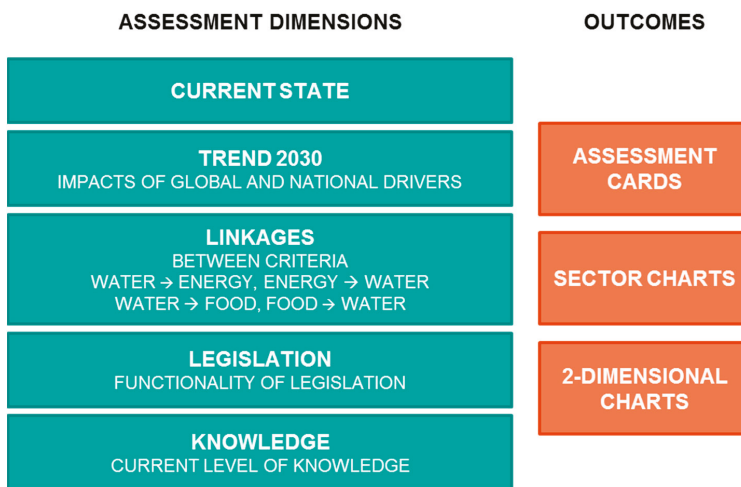 ASSESSMENT DIMENSIONS
CURRENT STATE
TREND 2030
IMPACTS OF GLOBAL AND NATIONAL DRIVERS
LINKAGES
BETWEEN CRITERIA
WATER → ENERGY, ENERGY → WATER
WATER → FOOD, FOOD → WATER
LEGISLATION
FUNCTIONALITY OF LEGISLATION
KNOWLEDGE
CURRENT LEVEL OF KNOWLEDGE
OUTCOMES
ASSESSMENT
CARDS
SECTOR CHARTS
2-DIMENSIONAL
CHARTS